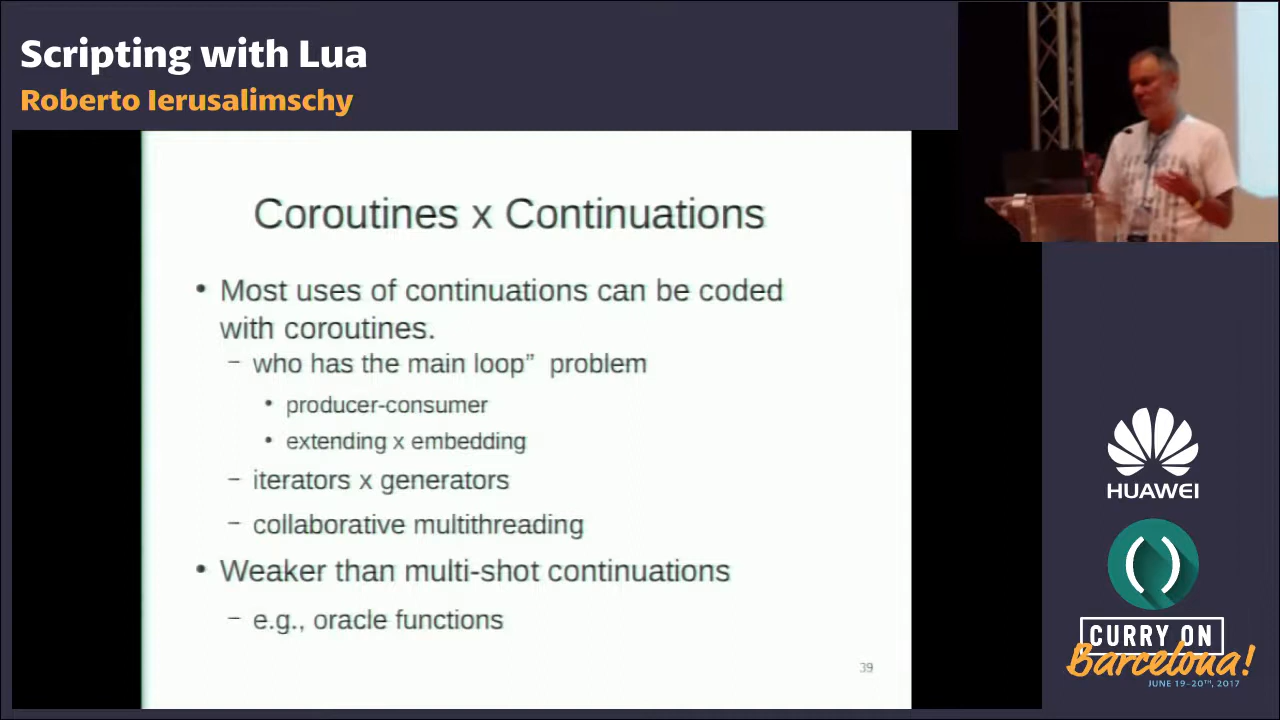 Scripting with Lua
Roberto Ierusalimschy
Coroutines x Continuations
• Most uses of continuations can be coded
with coroutines.
– who has the main loop” problem
• producer-consumer
• extending x embedding
– iterators x generators
– collaborative multithreading
• Weaker than multi-shot continuations
– e.g., oracle functions
39
HUAWEI
CURRY ON
Barcelona!
JUNE 19-20TH, 2017